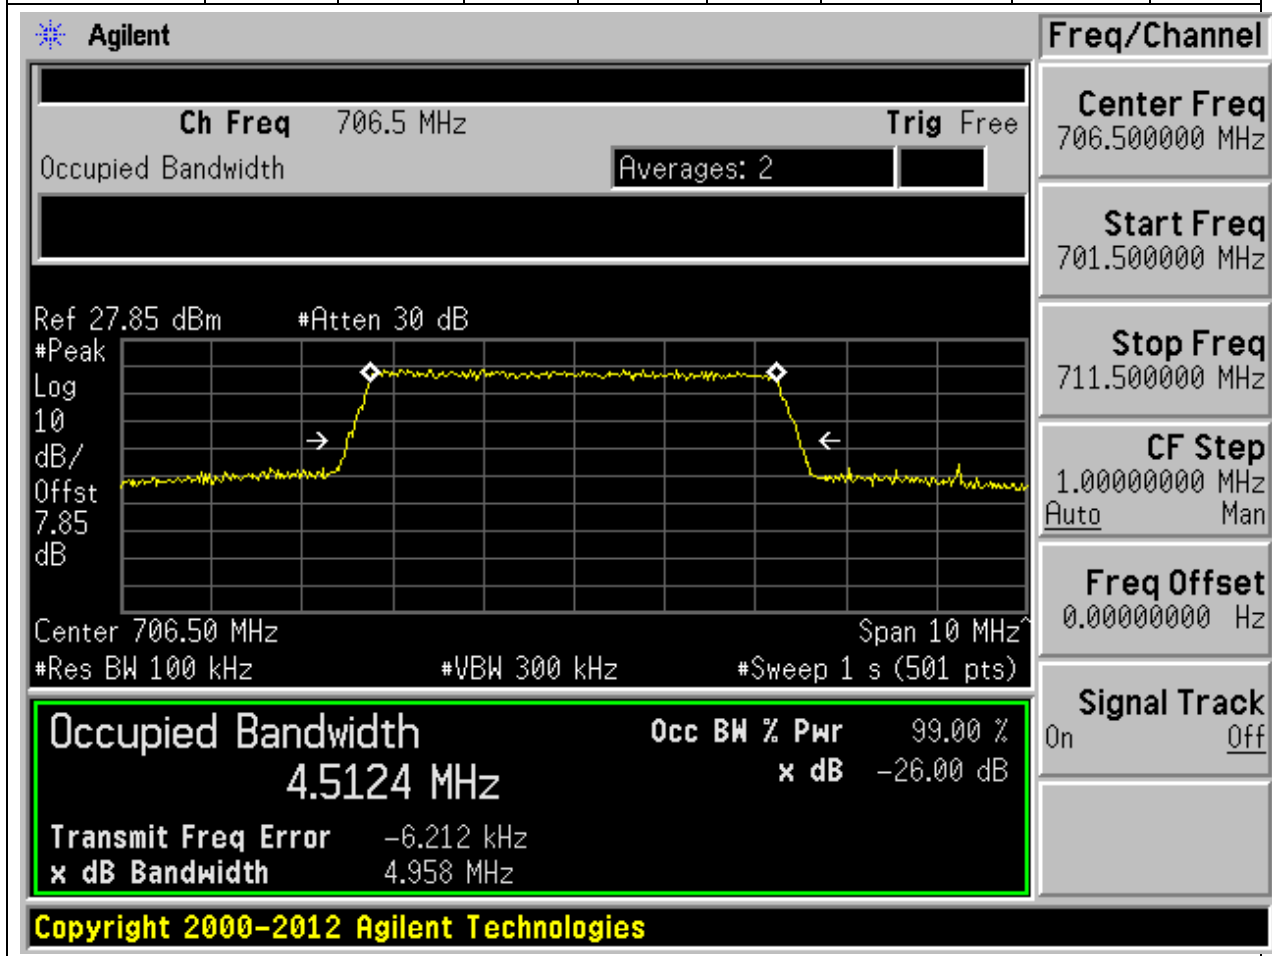 Agilent
Freq/Channel
Ch Freq 706.5 MHz Trig Free
Occupied Bandwidth Averages: 2
Center Freq
706.500000 MHz
Start Freq
701.500000 MHz
Stop Freq
711.500000 MHz
CF Step
1.00000000 MHz
Auto Man
Freq Offset
0.00000000 Hz
Signal Track
On Off
Ref 27.85 dBm #Atten 30 dB
#Peak
Log
10
dB/
Offst
7.85
dB
Center 706.50 MHz Span 10 MHz^
#Res BW 100 kHz #VBW 300 kHz #Sweep 1 s (501 pts)
Occupied Bandwidth Occ BW % Pwr 99.00 %
4.5124 MHz x dB -26.00 dB
Transmit Freq Error -6.212 kHz
x dB Bandwidth 4.958 MHz
Copyright 2000-2012 Agilent Technologies